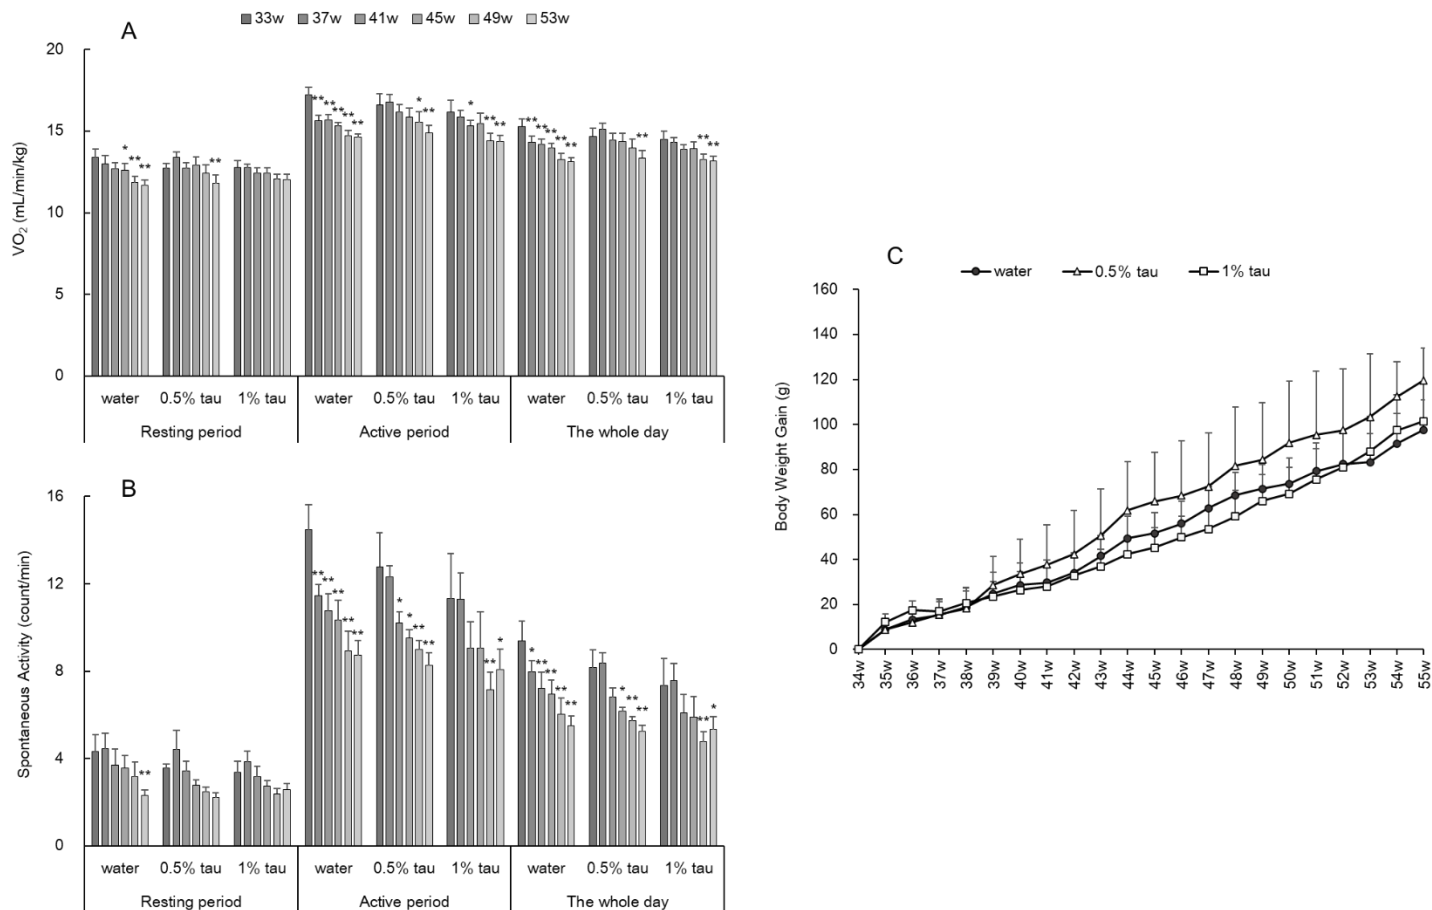 A
33w 37w 41w 45w 49w 53w
20
15
10
5
0
VO2 (mL/min/kg)
* ** **
**
** ** ** ** **
* **
* ** **
** ** ** ** **
**
** **
water 0.5% tau 1% tau water 0.5% tau 1% tau water 0.5% tau 1% tau
Resting period Active period The whole day
B
16
12
8
4
0
Spontaneous Activity (count/min)
**
** ** ** ** **
* * ** **
** *
* ** ** ** **
* ** **
** *
water 0.5% tau 1% tau water 0.5% tau 1% tau water 0.5% tau 1% tau
Resting period Active period The whole day
C
water 0.5% tau 1% tau
160
140
120
100
80
60
40
20
0
Body Weight Gain (g)
34w 35w 36w 37w 38w 39w 40w 41w 42w 43w 44w 45w 46w 47w 48w 49w 50w 51w 52w 53w 54w 55w